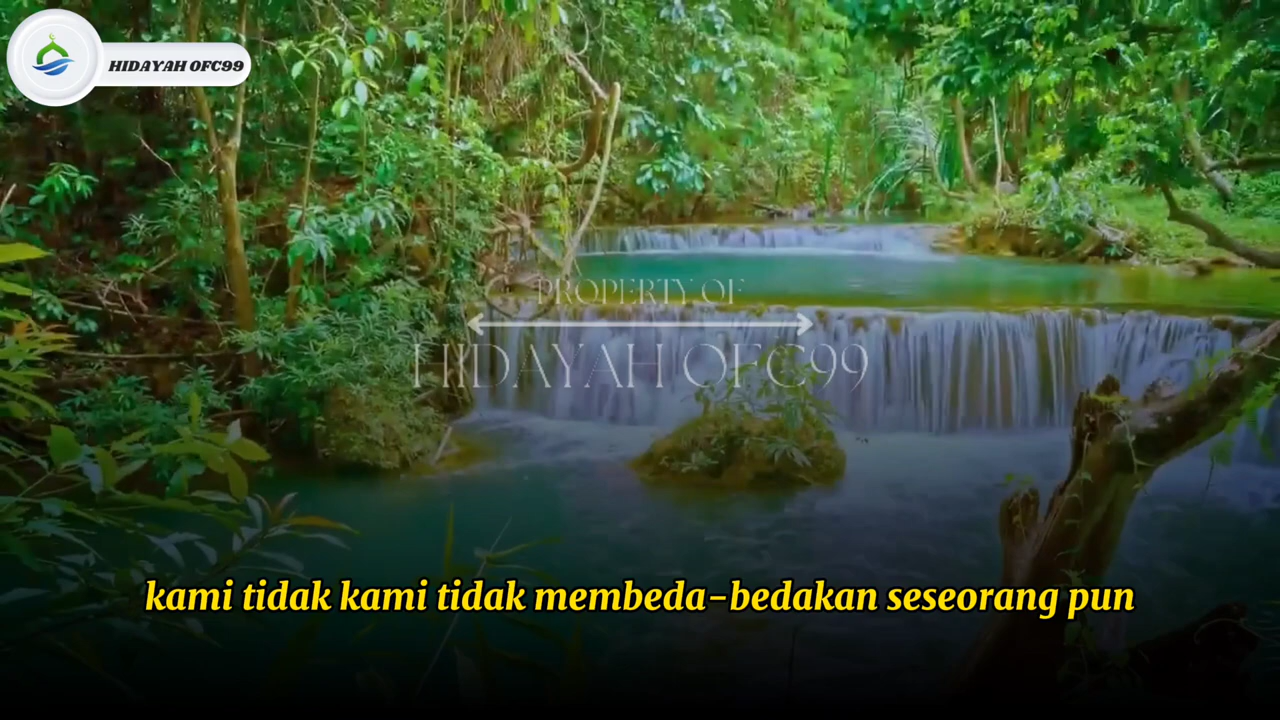 HIDAYAH OFC99
PROPERTY OF
HIDAYAH OFC99
kami tidak kami tidak membeda-bedakan seseorang pun